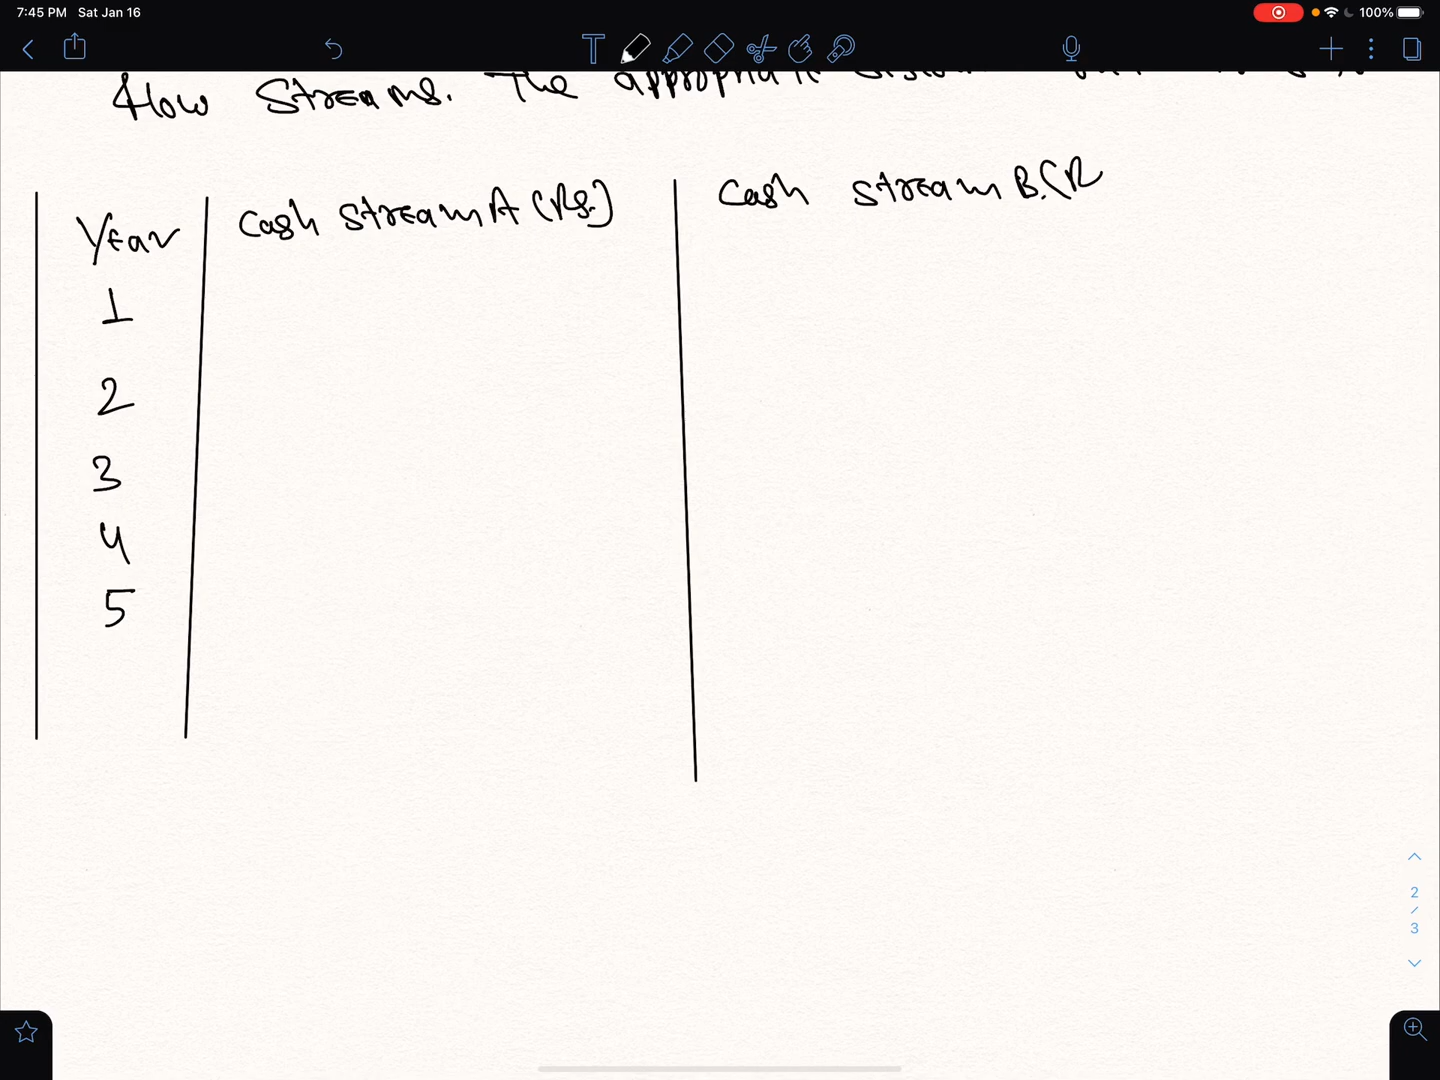 7:45 PM Sat Jan 16
100%
T
flow streams. The appropriate
Year Cash stream A (Rs.) Cash stream B.(R
1
2
3
4
5
2
/
3